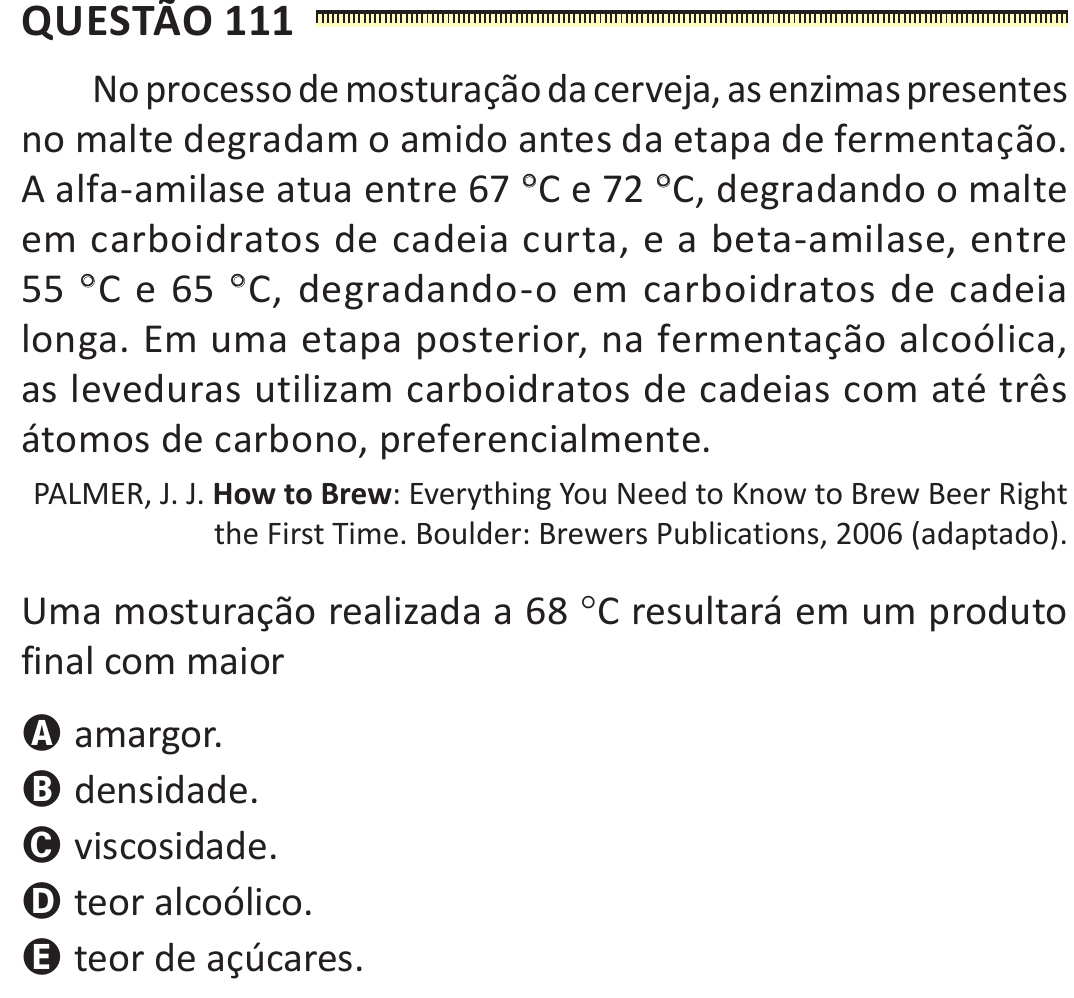 QUESTÃO 111
No processo de mosturação da cerveja, as enzimas presentes
no malte degradam o amido antes da etapa de fermentação.
A alfa-amilase atua entre 67 °C e 72 °C, degradando o malte
em carboidratos de cadeia curta, e a beta-amilase, entre
55 °C e 65 °C, degradando-o em carboidratos de cadeia
longa. Em uma etapa posterior, na fermentação alcoólica,
as leveduras utilizam carboidratos de cadeias com até três
átomos de carbono, preferencialmente.
PALMER, J. J. How to Brew: Everything You Need to Know to Brew Beer Right
the First Time. Boulder: Brewers Publications, 2006 (adaptado).
Uma mosturação realizada a 68 °C resultará em um produto
final com maior
A amargor.
B densidade.
C viscosidade.
D teor alcoólico.
E teor de açúcares.